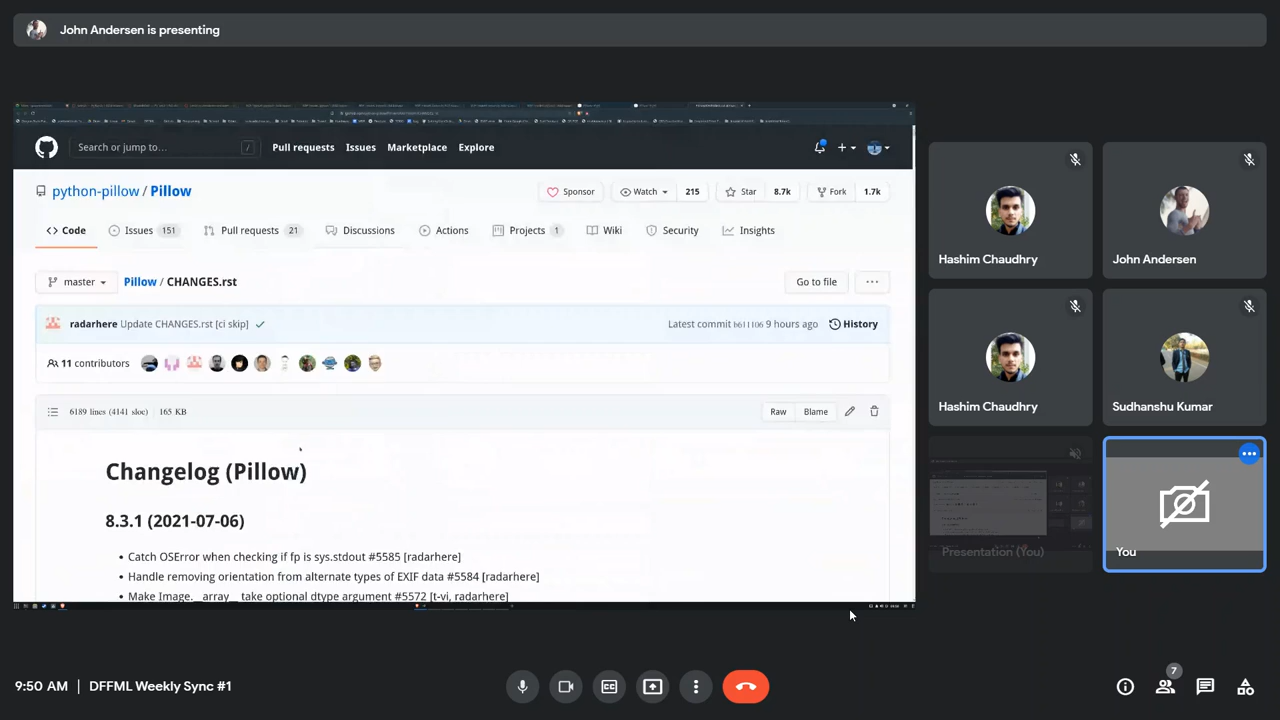 John Andersen is presenting
Search or jump to... /
Pull requests Issues Marketplace Explore
python-pillow / Pillow
Sponsor Watch 215 Star 8.7k Fork 1.7k
Code Issues 151 Pull requests 21 Discussions Actions Projects 1 Wiki Security Insights
master Pillow / CHANGES.rst Go to file ...
radarhere Update CHANGES.rst [ci skip] Latest commit b611106 9 hours ago History
11 contributors
6189 lines (4141 sloc) 165 KB Raw Blame
Changelog (Pillow)
8.3.1 (2021-07-06)
• Catch OSError when checking if fp is sys.stdout #5585 [radarhere]
• Handle removing orientation from alternate types of EXIF data #5584 [radarhere]
• Make Image.__array__ take optional dtype argument #5572 [t-vi, radarhere]
Hashim Chaudhry
John Andersen
Hashim Chaudhry
Sudhanshu Kumar
Presentation (You)
You
9:50 AM | DFFML Weekly Sync #1
7